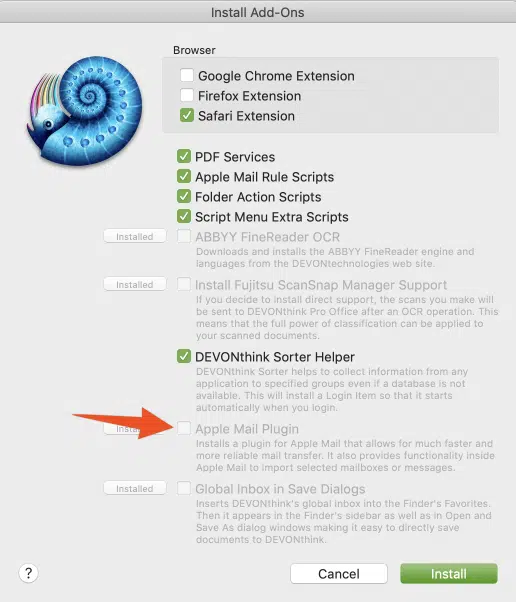 Install Add-Ons
Browser
Google Chrome Extension
Firefox Extension
Safari Extension
PDF Services
Apple Mail Rule Scripts
Folder Action Scripts
Script Menu Extra Scripts
Installed
ABBYY FineReader OCR
Downloads and installs the ABBYY FineReader engine and
languages from the DEVONtechnologies web site.
Installed
Install Fujitsu ScanSnap Manager Support
If you decide to install direct support, the scans you make will
be sent to DEVONthink Pro Office after an OCR operation. This
means that the full power of classification can be applied to
your scanned documents.
DEVONthink Sorter Helper
DEVONthink Sorter helps to collect information from any
application to specified groups even if a database is not
available. This will install a Login Item so that it starts
automatically when you login.
Apple Mail Plugin
Installs a plugin for Apple Mail that allows for much faster and
more reliable mail transfer. It also provides functionality inside
Apple Mail to import selected mailboxes or messages.
Installed
Global Inbox in Save Dialogs
Inserts DEVONthink's global inbox into the Finder's Favorites.
Then it appears in the Finder's sidebar as well as in Open and
Save As dialog windows making it easy to directly save
documents to DEVONthink.
?
Cancel
Install